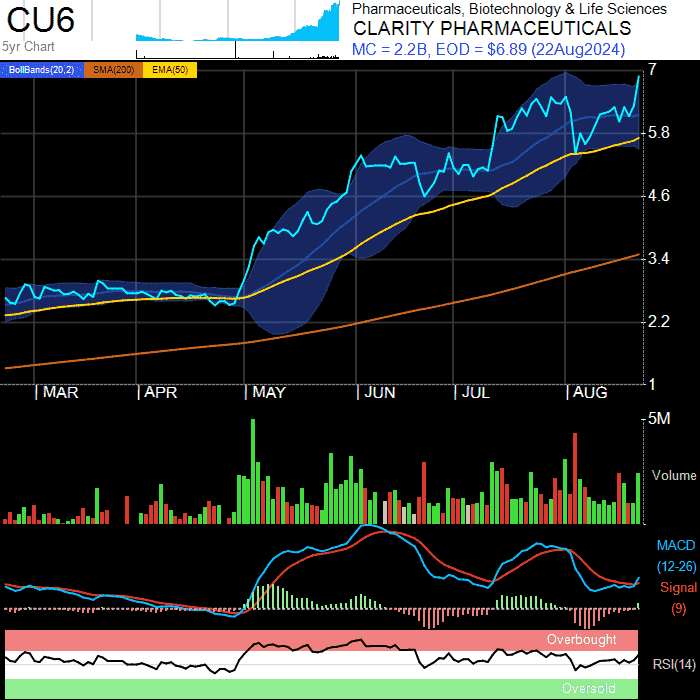 CU6
Pharmaceuticals, Biotechnology & Life Sciences
CLARITY PHARMACEUTICALS
5yr Chart
MC = 2.2B, EOD = $6.89 (22Aug2024)
BollBands(20,2) SMA(200) EMA(50)
7
5.8
4.6
3.4
2.2
1
| MAR | APR | MAY | JUN | JUL | AUG
5M
Volume
MACD
(12-26)
Signal
(9)
Overbought
RSI(14)
Oversold